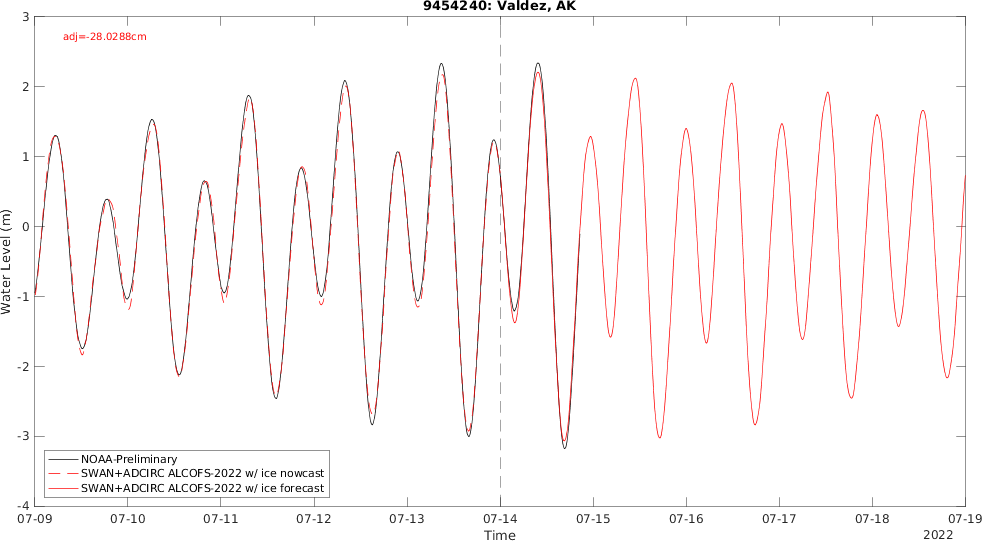 9454240: Valdez, AK
adj=-28.0288cm
3
2
1
0
-1
-2
-3
-4
Water Level (m)
NOAA-Preliminary
SWAN+ADCIRC ALCOFS-2022 w/ ice nowcast
SWAN+ADCIRC ALCOFS-2022 w/ ice forecast
07-09 07-10 07-11 07-12 07-13 07-14 07-15 07-16 07-17 07-18 07-19
Time
2022